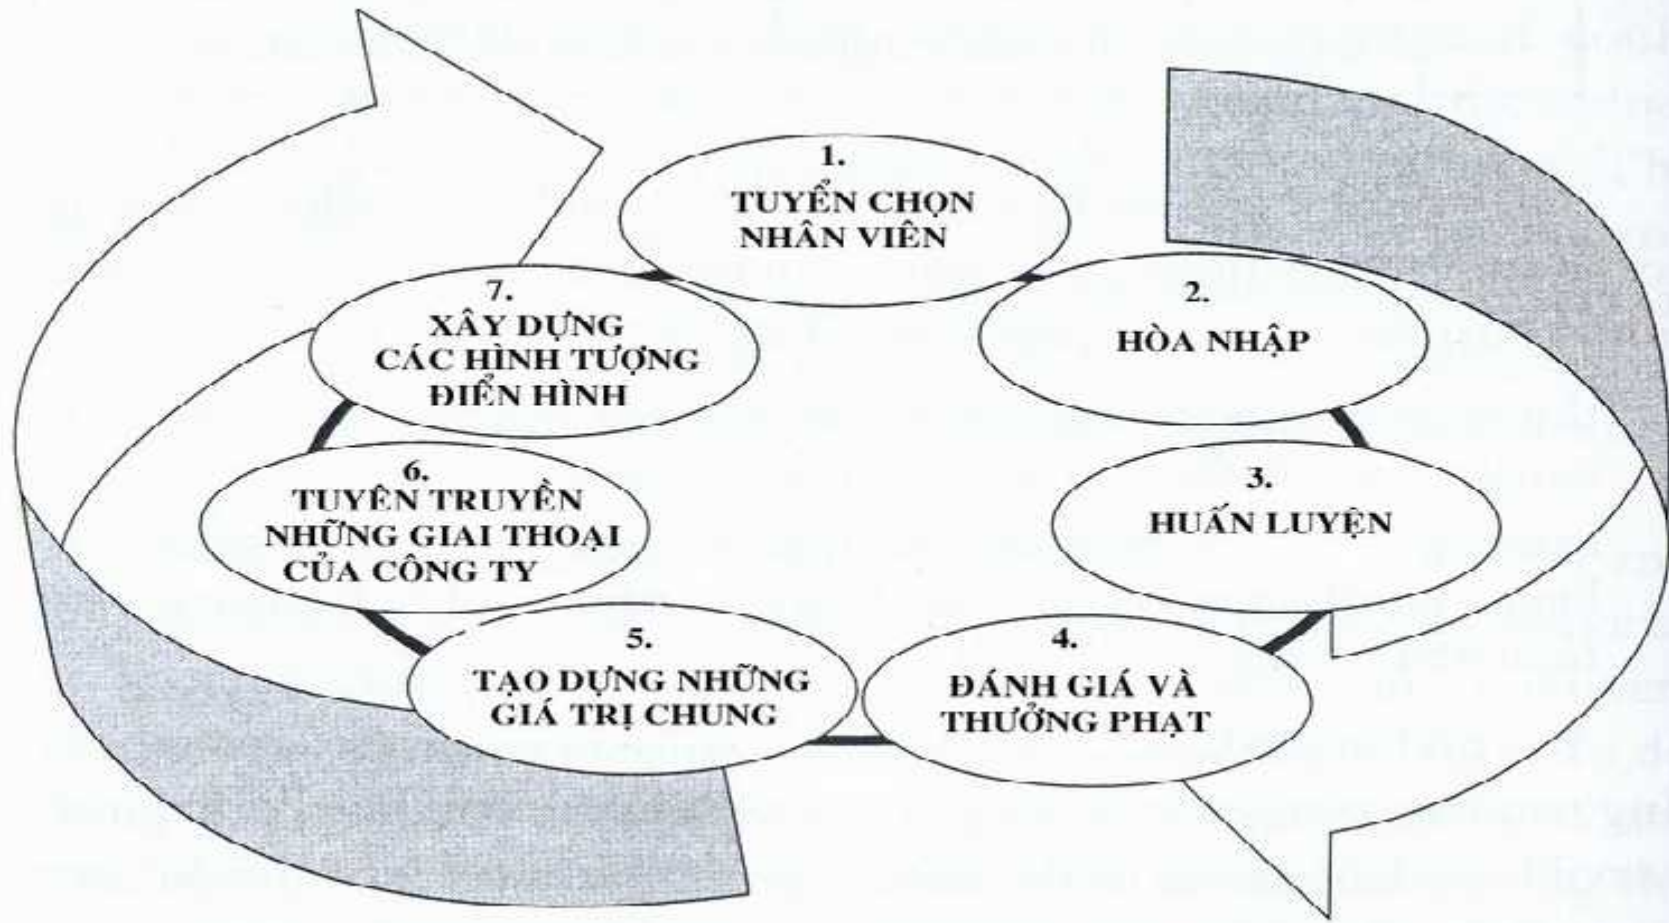 1.
TUYỂN CHỌN
NHÂN VIÊN
2.
HÒA NHẬP
3.
HUẤN LUYỆN
4.
ĐÁNH GIÁ VÀ
THƯỞNG PHẠT
5.
TẠO DỰNG NHỮNG
GIÁ TRỊ CHUNG
6.
TUYÊN TRUYỀN
NHỮNG GIAI THOẠI
CỦA CÔNG TY
7.
XÂY DỰNG
CÁC HÌNH TƯỢNG
ĐIỂN HÌNH